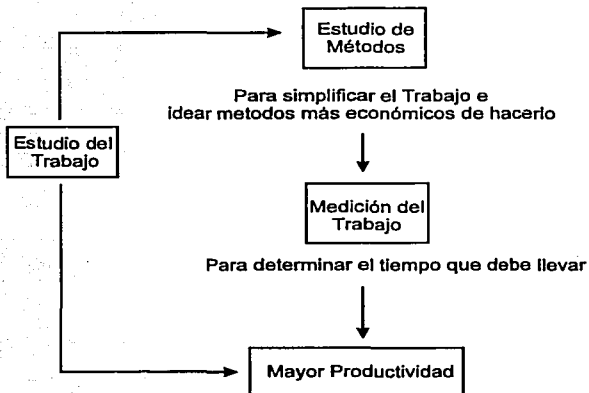 Estudio de
Métodos
Para simplificar el Trabajo e
idear metodos más económicos de hacerlo
Estudio del
Trabajo
Medición del
Trabajo
Para determinar el tiempo que debe llevar
Mayor Productividad